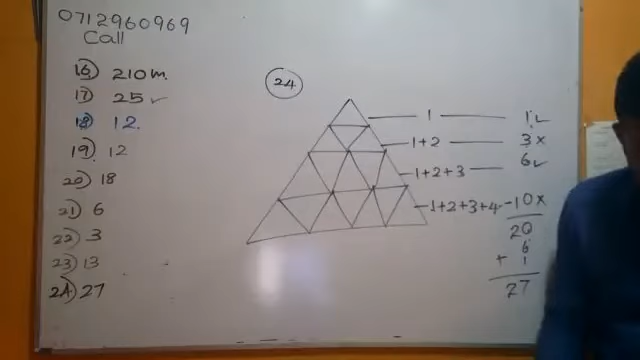 0712960969
Call
16) 210m.
17) 25 ✓
18) 12.
19) 12
20) 18
21) 6
22) 3
23) 13
24) 27
24
1 1 ✓
1+2 3 x
1+2+3 6 ✓
1+2+3+4 10 x
20
6
+ 1
27